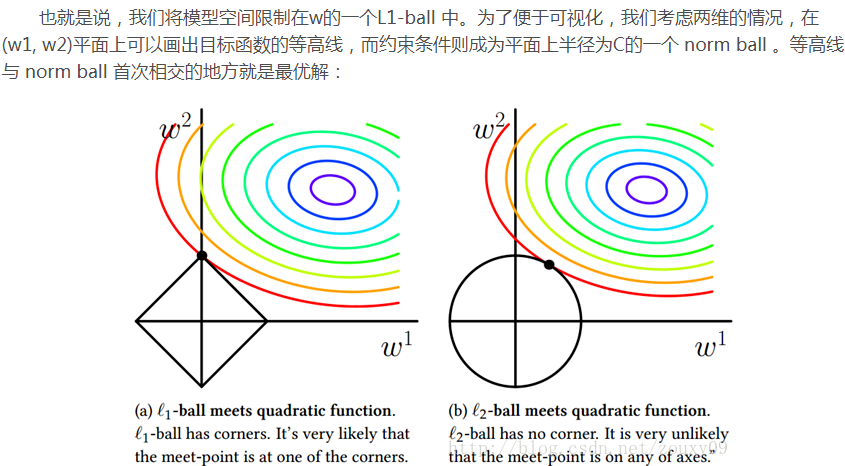 也就是说，我们将模型空间限制在w的一个L1-ball 中。为了便于可视化，我们考虑两维的情况，在
(w1, w2)平面上可以画出目标函数的等高线，而约束条件则成为平面上半径为C的一个 norm ball 。等高线
与 norm ball 首次相交的地方就是最优解：
w² w²
w¹ w¹
(a) ℓ₁-ball meets quadratic function.
ℓ₁-ball has corners. It's very likely that
the meet-point is at one of the corners.
(b) ℓ₂-ball meets quadratic function.
ℓ₂-ball has no corner. It is very unlikely
that the meet-point is on any of axes."
http://blog.csdn.net/zouxy09